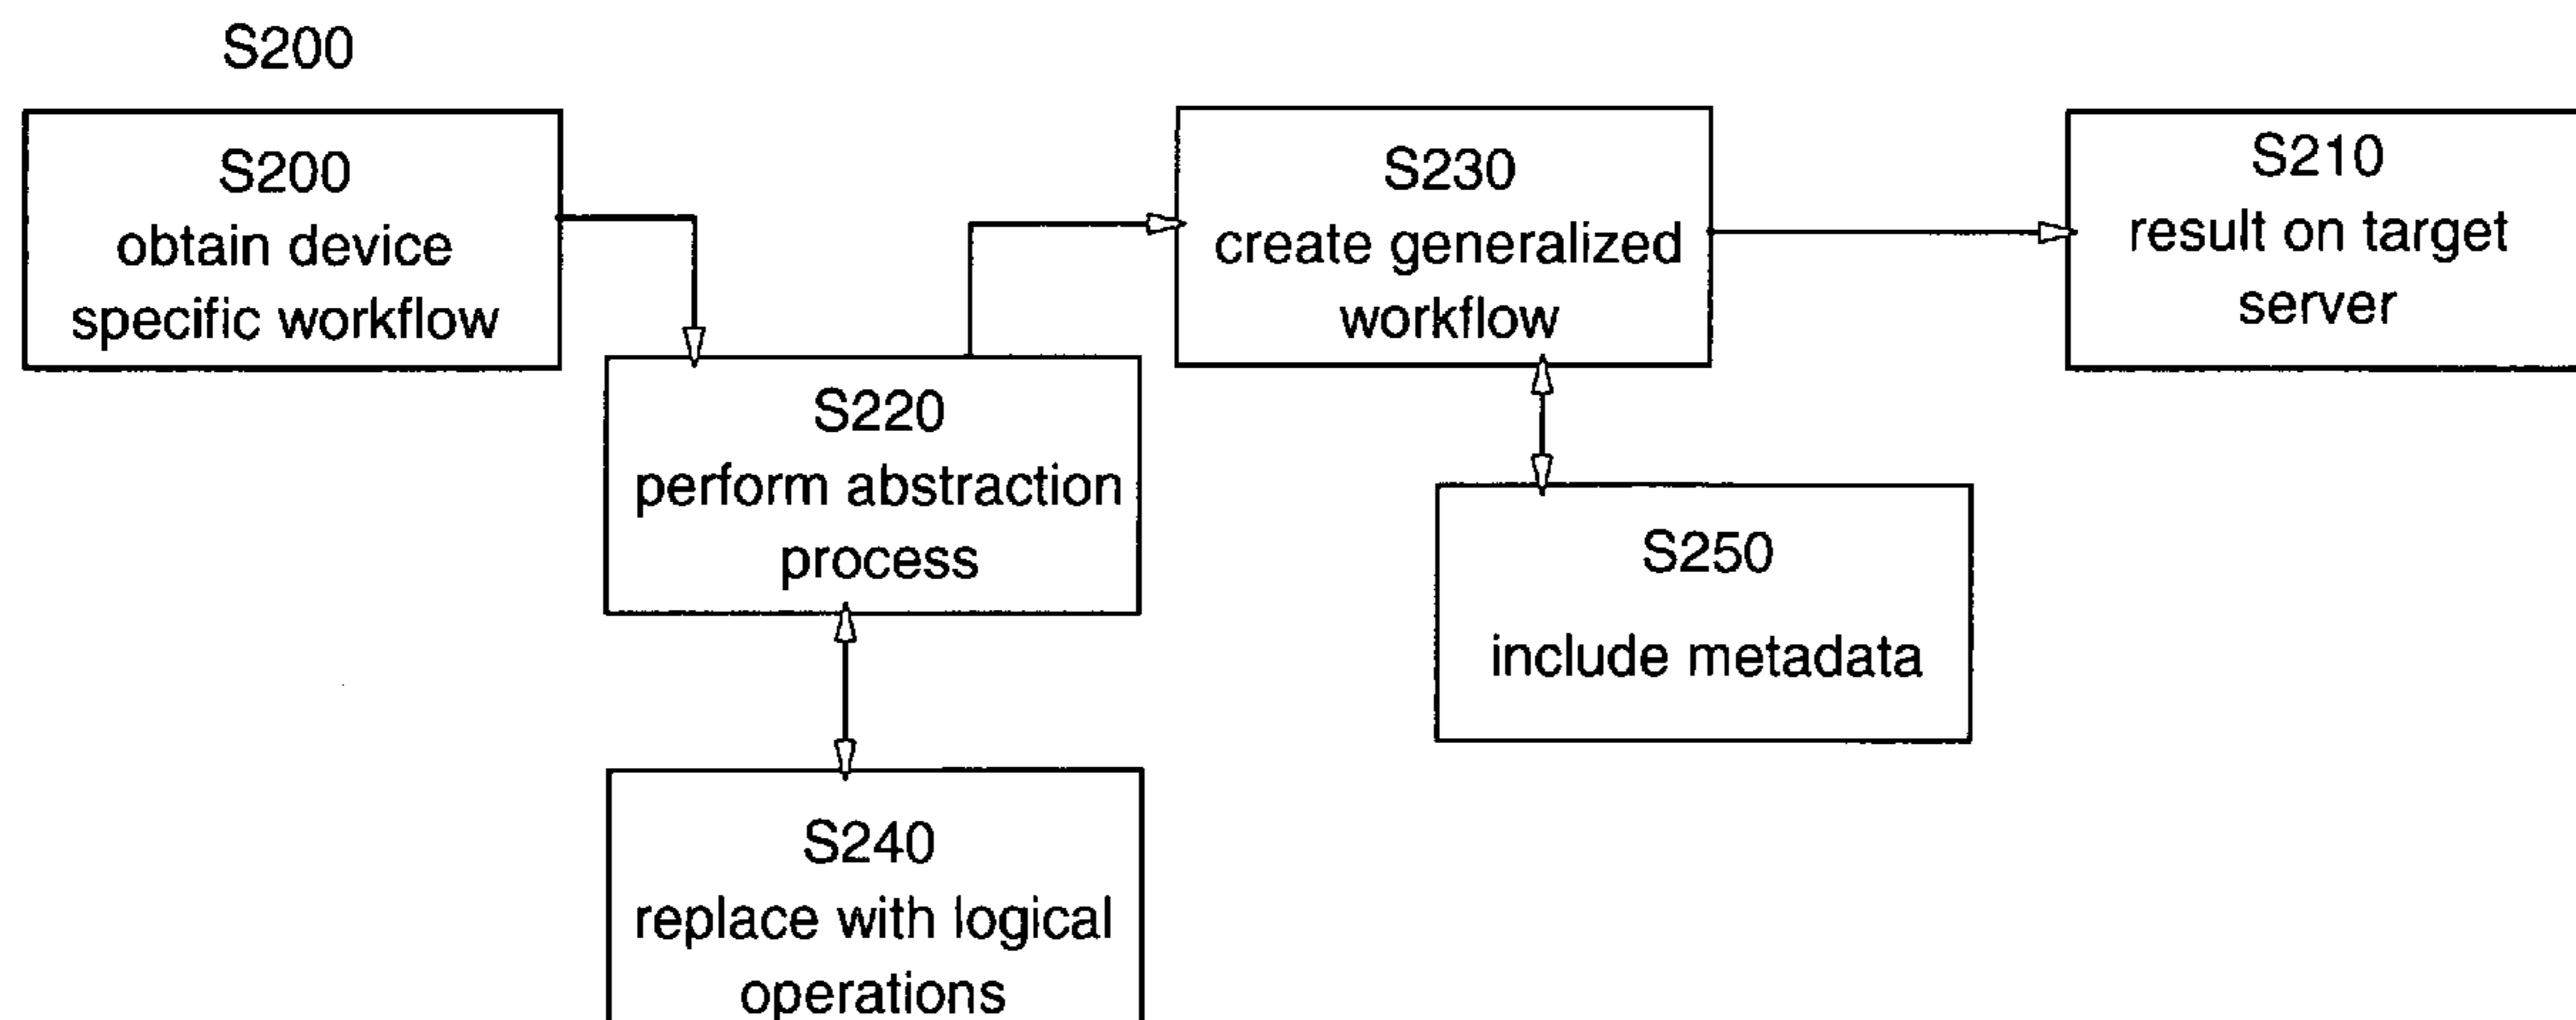 S200
S200
obtain device
specific workflow
S220
perform abstraction
process
S240
replace with logical
operations
S230
create generalized
workflow
S250
include metadata
S210
result on target
server